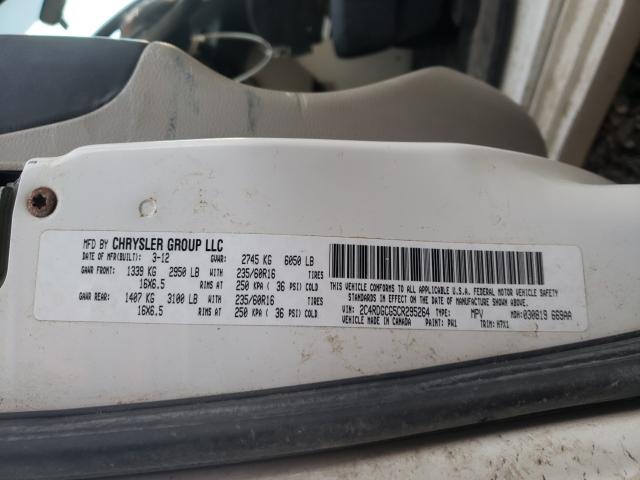 MFD BY CHRYSLER GROUP LLC
DATE OF MFR(BUILT): 3-12 GVWR: 2745 KG 6050 LB
GAWR FRONT: 1339 KG 2950 LB WITH 235/60R16 TIRES
16X6.5 RIMS AT 250 KPA ( 36 PSI) COLD
GAWR REAR: 1407 KG 3100 LB WITH 235/60R16 TIRES
16X6.5 RIMS AT 250 KPA ( 36 PSI) COLD
THIS VEHICLE CONFORMS TO ALL APPLICABLE U.S.A. FEDERAL MOTOR VEHICLE SAFETY
STANDARDS IN EFFECT ON THE DATE OF MANUFACTURE SHOWN ABOVE.
VIN: 2C4RDGCG5CR295264 TYPE: MPV MDH: 030619 669AA
VEHICLE MADE IN CANADA PAINT: PW1 TRIM: H7X1